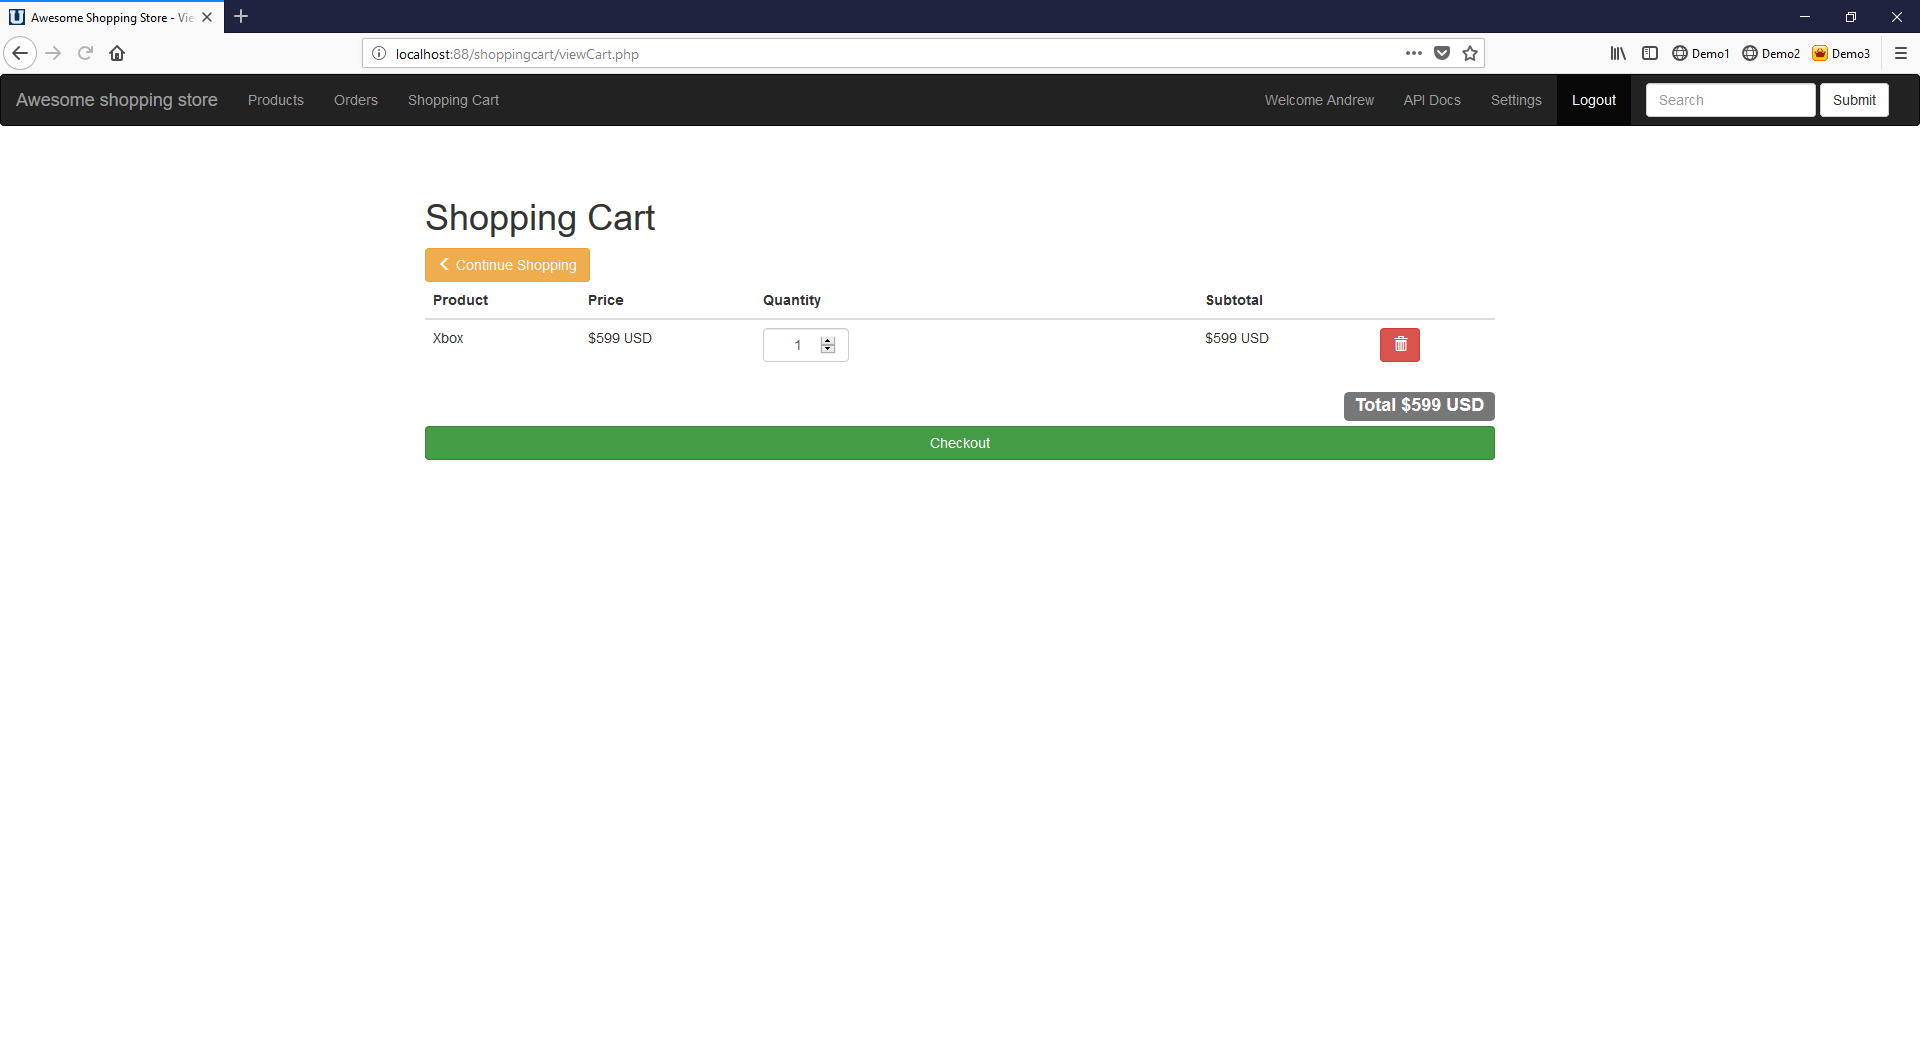 Awesome Shopping Store - Vie
localhost:88/shoppingcart/viewCart.php
Demo1 Demo2 Demo3
Awesome shopping store Products Orders Shopping Cart Welcome Andrew API Docs Settings Logout Search Submit
Shopping Cart
Continue Shopping
Product Price Quantity Subtotal
Xbox $599 USD 1 $599 USD
Total $599 USD
Checkout